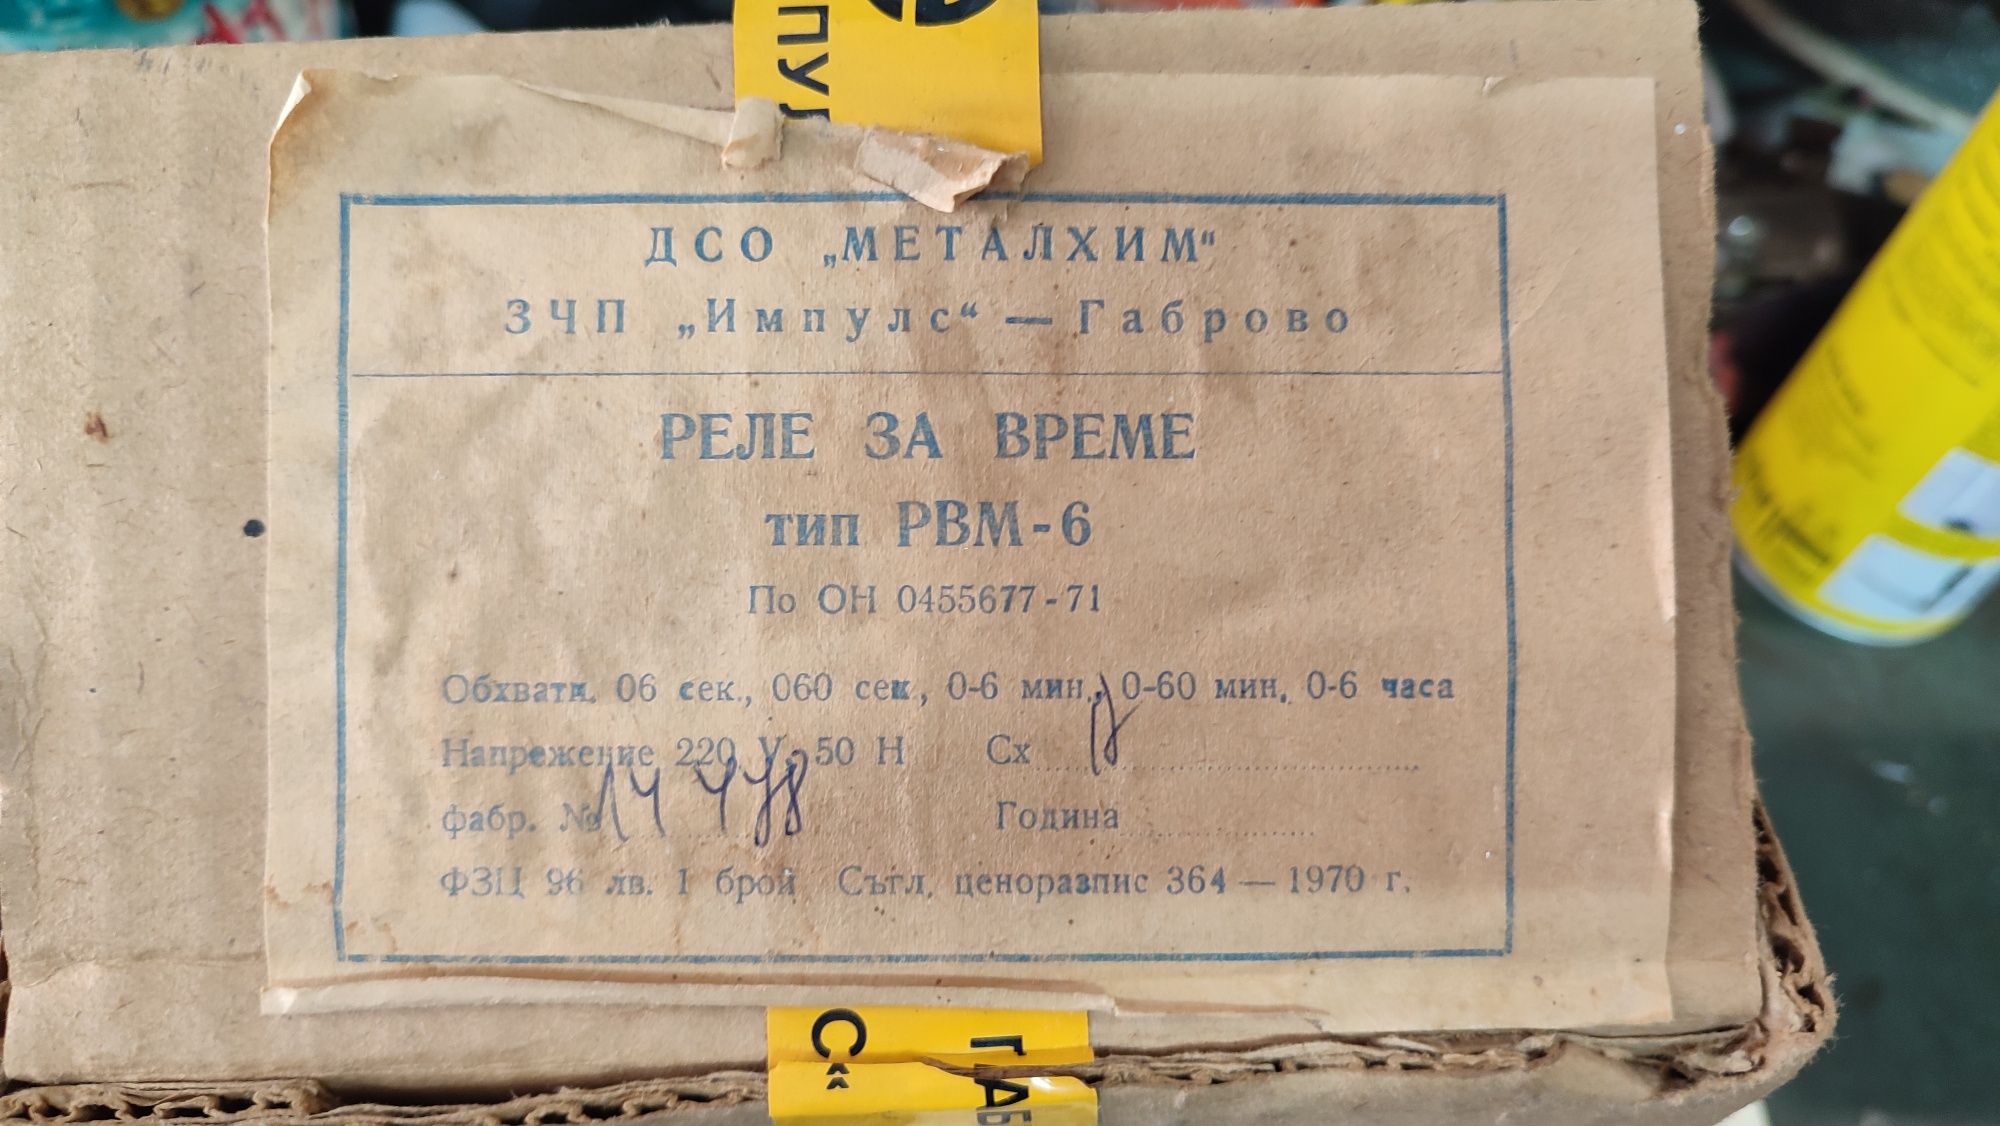 ДСО „МЕТАЛХИМ“
ЗЧП „Импулс“ — Габрово
РЕЛЕ ЗА ВРЕМЕ
тип РВМ-6
По ОН 0455677-71
Обхвати. 06 сек., 060 сек, 0-6 мин., 0-60 мин. 0-6 часа
Напрежение 220 V, 50 Н Сх
фабр. № 14478 Година
ФЗЦ 96 лв. 1 брой Съгл. ценоразпис 364 — 1970 г.
ГАБ